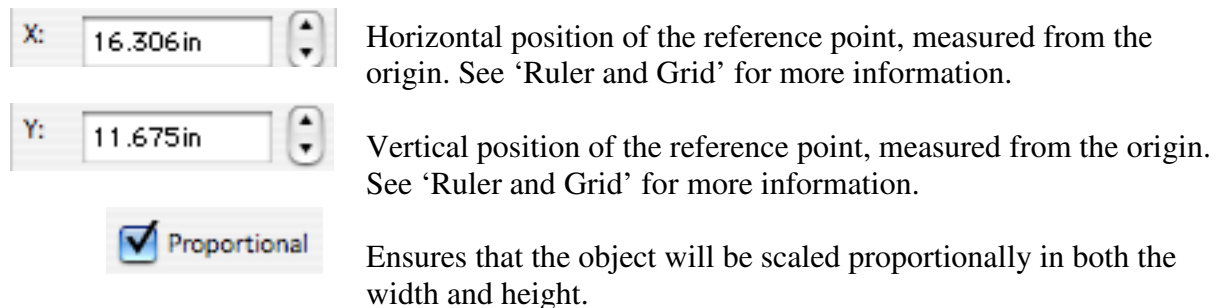 X: 16.306in
Horizontal position of the reference point, measured from the
origin. See ‘Ruler and Grid’ for more information.
Y: 11.675in
Vertical position of the reference point, measured from the origin.
See ‘Ruler and Grid’ for more information.
Proportional
Ensures that the object will be scaled proportionally in both the
width and height.